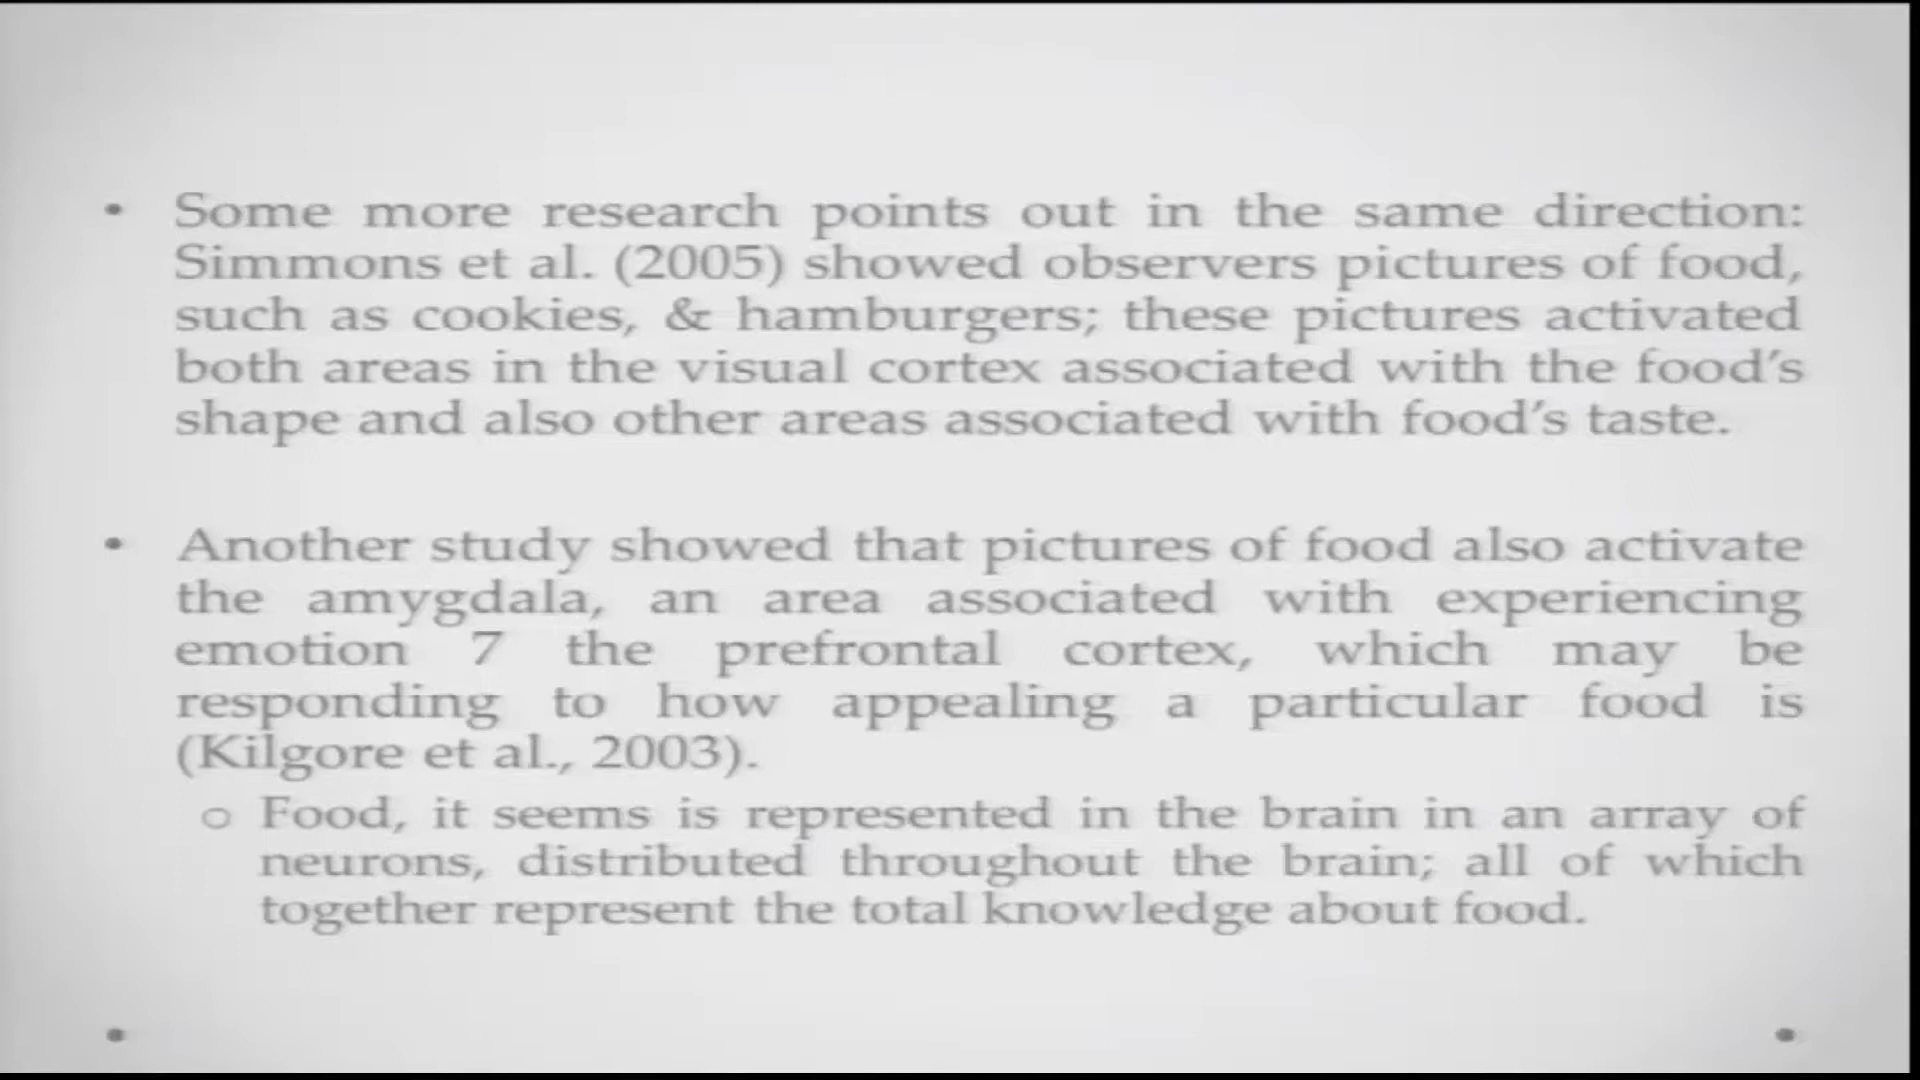 • Some more research points out in the same direction:
Simmons et al. (2005) showed observers pictures of food,
such as cookies, & hamburgers; these pictures activated
both areas in the visual cortex associated with the food's
shape and also other areas associated with food's taste.
• Another study showed that pictures of food also activate
the amygdala, an area associated with experiencing
emotion 7 the prefrontal cortex, which may be
responding to how appealing a particular food is
(Kilgore et al., 2003).
o Food, it seems is represented in the brain in an array of
neurons, distributed throughout the brain; all of which
together represent the total knowledge about food.